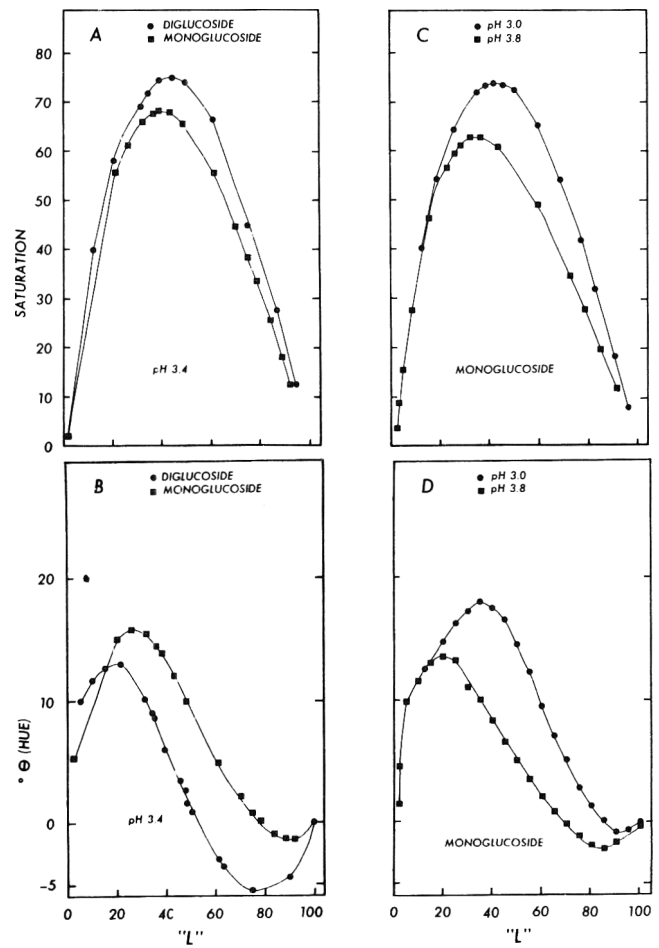 A
DIGLUCOSIDE
MONOGLUCOSIDE
C
pH 3.0
pH 3.8
80
70
60
50
40
30
20
10
0
SATURATION
pH 3.4
MONOGLUCOSIDE
B
DIGLUCOSIDE
MONOGLUCOSIDE
D
pH 3.0
pH 3.8
20
10
0
-5
° Θ (HUE)
pH 3.4
MONOGLUCOSIDE
0 20 4C 60 80 100
0 20 40 60 80 100
"L"
"L"